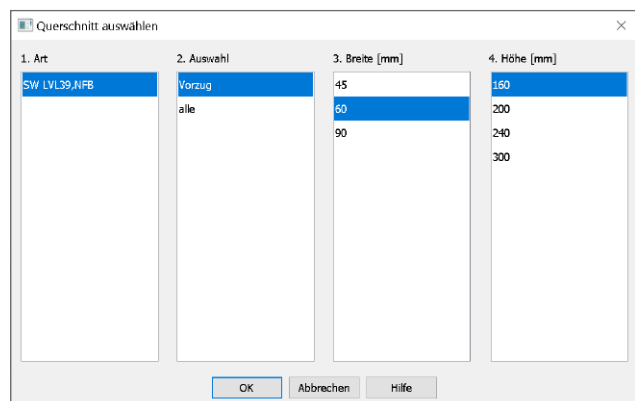 Querschnitt auswählen
1. Art
2. Auswahl
3. Breite [mm]
4. Höhe [mm]
SW LVL39,NFB
Vorzug
alle
45
60
90
160
200
240
300
OK
Abbrechen
Hilfe